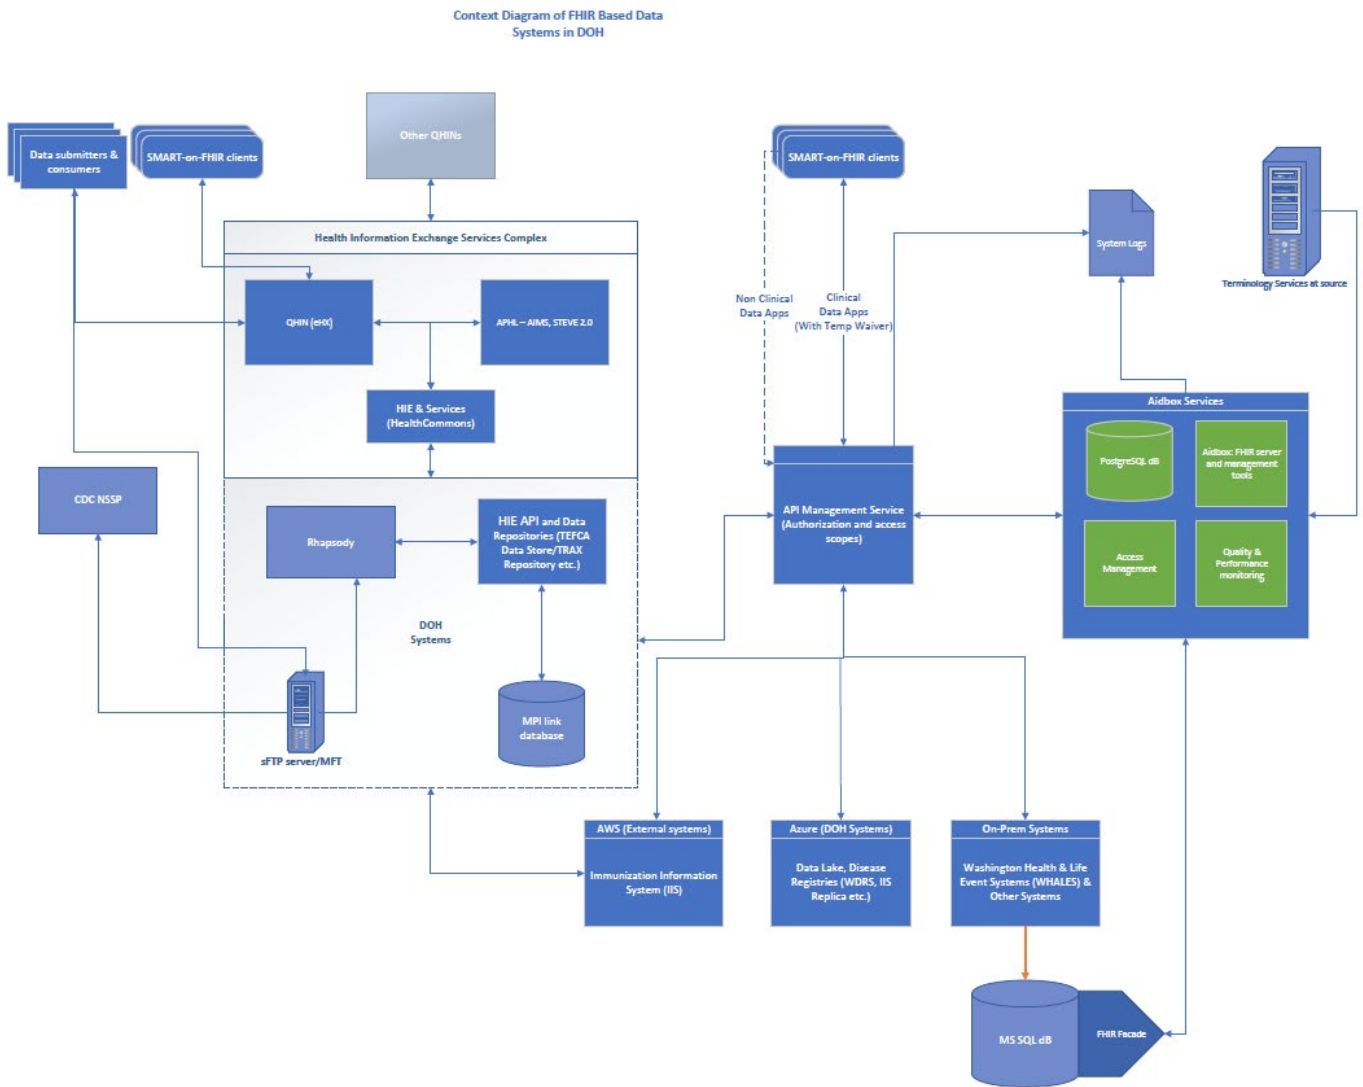 Context Diagram of FHIR Based Data
Systems in DOH
Other QHINs
Data submitters &
consumers
SMART-on-FHIR clients
SMART-on-FHIR clients
System Logs
Terminology Services at source
Health Information Exchange Services Complex
QHIN (eHX)
APHL – AIMS, STEVE 2.0
HIE & Services
(HealthCommons)
Non Clinical
Data Apps
Clinical
Data Apps
(With Temp Waiver)
Aidbox Services
PostgreSQL dB
Aidbox: FHIR server
and management
tools
Access
Management
Quality &
Performance
monitoring
CDC NSSP
Rhapsody
HIE API and Data
Repositories (TEFCA
Data Store/TRAX
Repository etc.)
API Management Service
(Authorization and access
scopes)
DOH
Systems
MPI link
database
sFTP server/MFT
AWS (External systems)
Immunization Information
System (IIS)
Azure (DOH Systems)
Data Lake, Disease
Registries (WDRS, IIS
Replica etc.)
On-Prem Systems
Washington Health & Life
Event Systems (WHALES) &
Other Systems
MS SQL dB
FHIR Facade